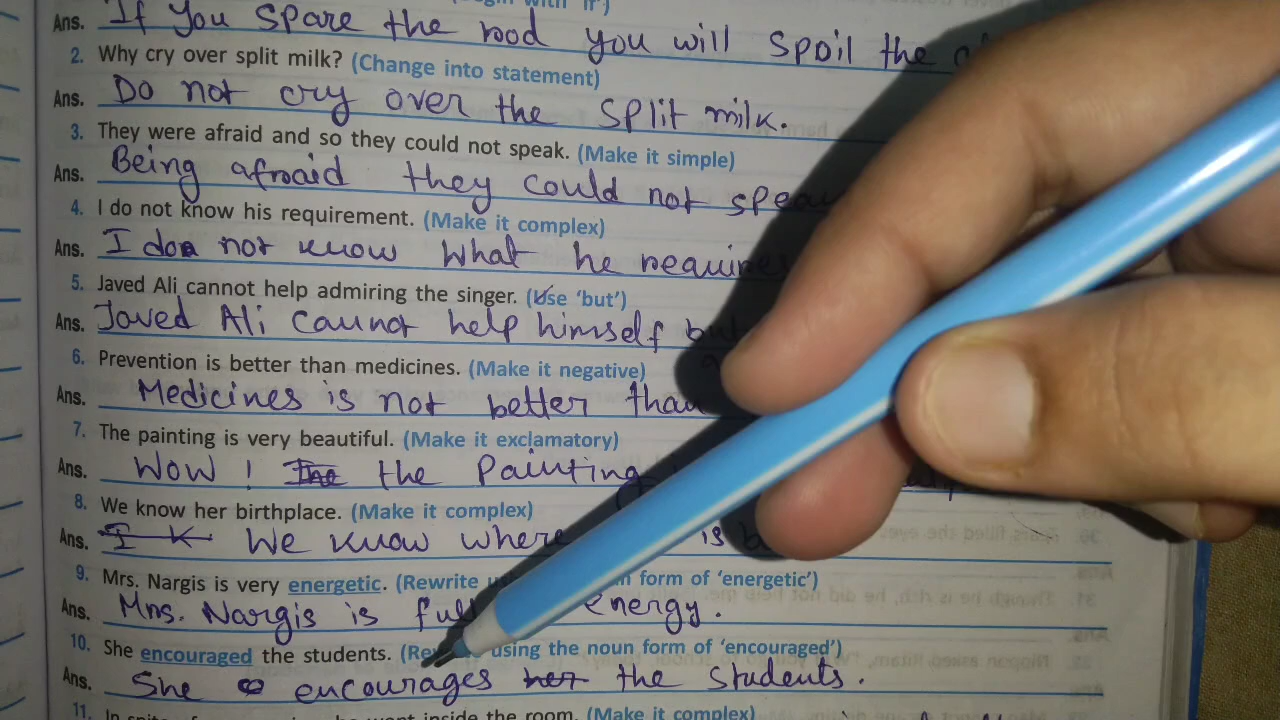 with 'if')
Ans. If you spare the rod you will spoil the
2. Why cry over split milk? (Change into statement)
Ans. Do not cry over the split milk.
3. They were afraid and so they could not speak. (Make it simple)
Ans. Being afraid they could not speak
4. I do not know his requirement. (Make it complex)
Ans. I do not know what he requires
5. Javed Ali cannot help admiring the singer. (Use 'but')
Ans. Javed Ali cannot help himself but
6. Prevention is better than medicines. (Make it negative)
Ans. Medicines is not better than
7. The painting is very beautiful. (Make it exclamatory)
Ans. Wow! the painting
8. We know her birthplace. (Make it complex)
Ans. We know where is
9. Mrs. Nargis is very energetic. (Rewrite form of 'energetic')
Ans. Mrs. Nargis is full energy.
10. She encouraged the students. (Rewrite using the noun form of 'encouraged')
Ans. She encourages the students.
11. In spite of went inside the room. (Make it complex)